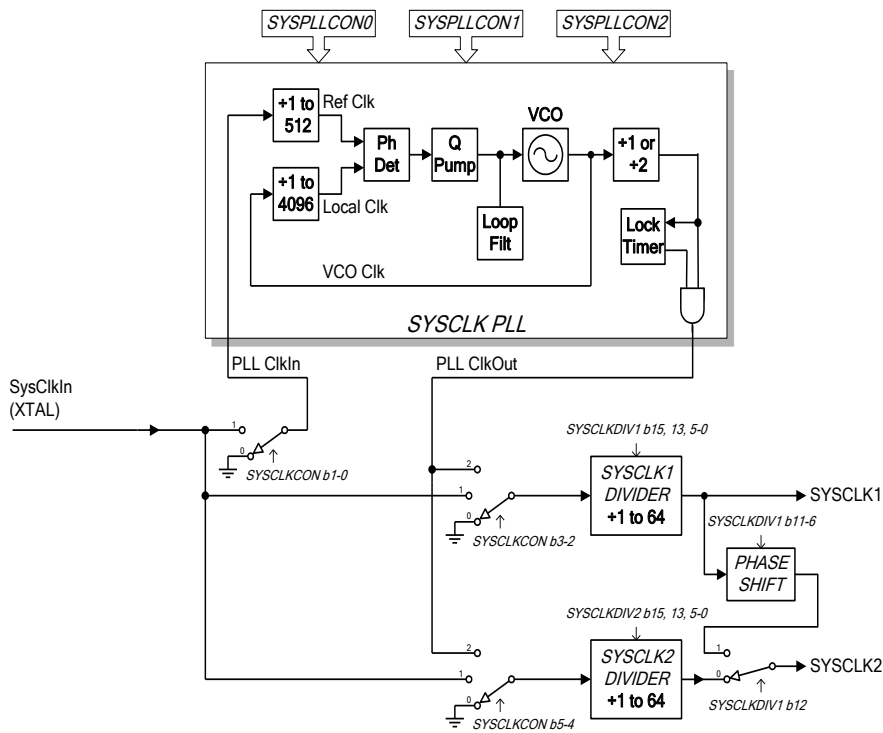 SYSPLLCON0
SYSPLLCON1
SYSPLLCON2
+1 to
512
Ref Clk
Ph
Det
Q
Pump
VCO
+1 or
+2
+1 to
4096
Local Clk
Loop
Filt
Lock
Timer
VCO Clk
SYSCLK PLL
PLL ClkIn
PLL ClkOut
SysClkIn
(XTAL)
1
0
SYSCLKCON b1-0
2
1
0
SYSCLKCON b3-2
SYSCLKDIV1 b15, 13, 5-0
SYSCLK1
DIVIDER
+1 to 64
SYSCLK1
SYSCLKDIV1 b11-6
PHASE
SHIFT
2
1
0
SYSCLKCON b5-4
SYSCLKDIV2 b15, 13, 5-0
SYSCLK2
DIVIDER
+1 to 64
1
0
SYSCLK2
SYSCLKDIV1 b12